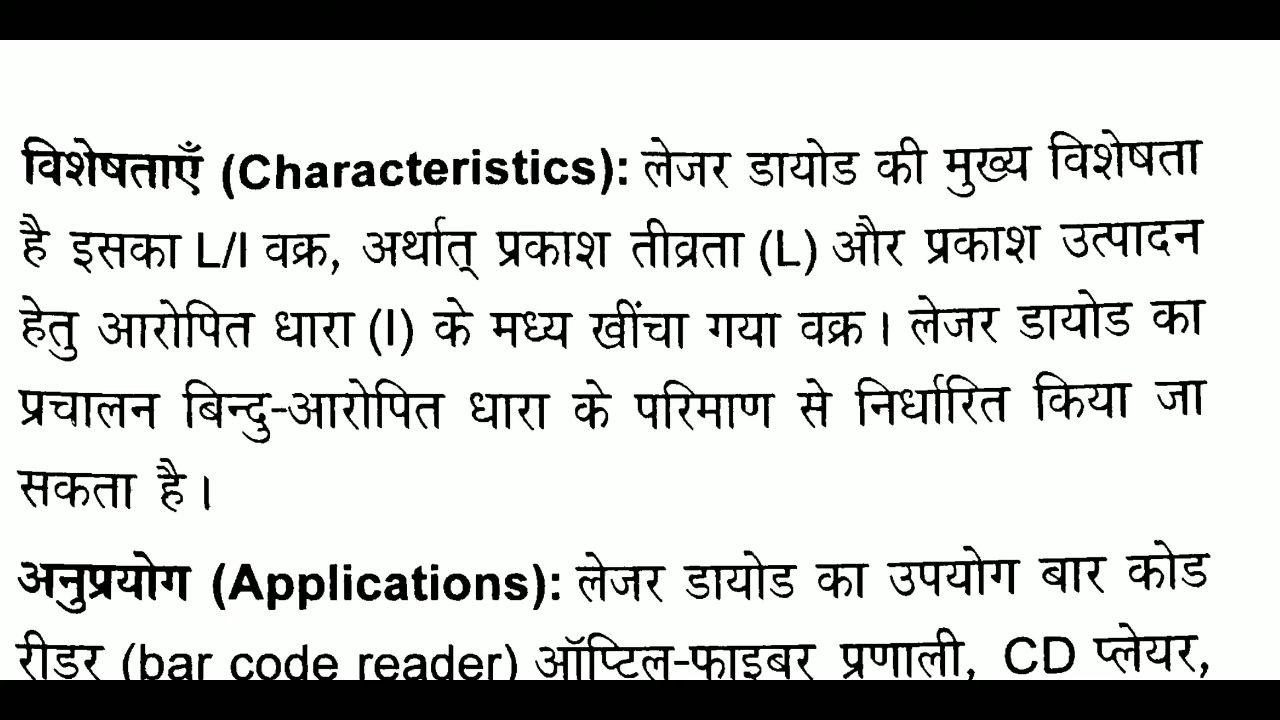 विशेषताएँ (Characteristics): लेजर डायोड की मुख्य विशेषता
है इसका L/I वक्र, अर्थात् प्रकाश तीव्रता (L) और प्रकाश उत्पादन
हेतु आरोपित धारा (I) के मध्य खींचा गया वक्र। लेजर डायोड का
प्रचालन बिन्दु-आरोपित धारा के परिमाण से निर्धारित किया जा
सकता है।
अनुप्रयोग (Applications): लेजर डायोड का उपयोग बार कोड
रीडर (bar code reader) ऑप्टिल-फाइबर प्रणाली, CD प्लेयर,